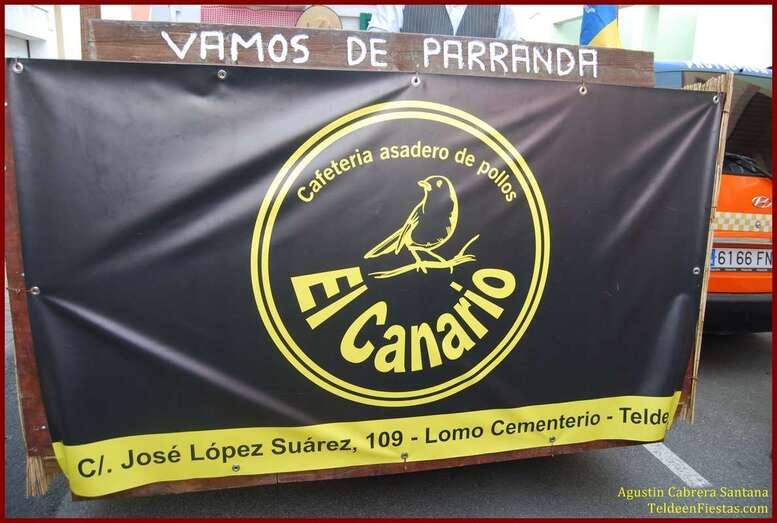 VAMOS DE PARRANDA
Cafeteria asadero de pollos
El Canario
C/. José López Suárez, 109 - Lomo Cementerio - Telde
6166 FN
Agustin Cabrera Santana
TeldeenFiestas.com